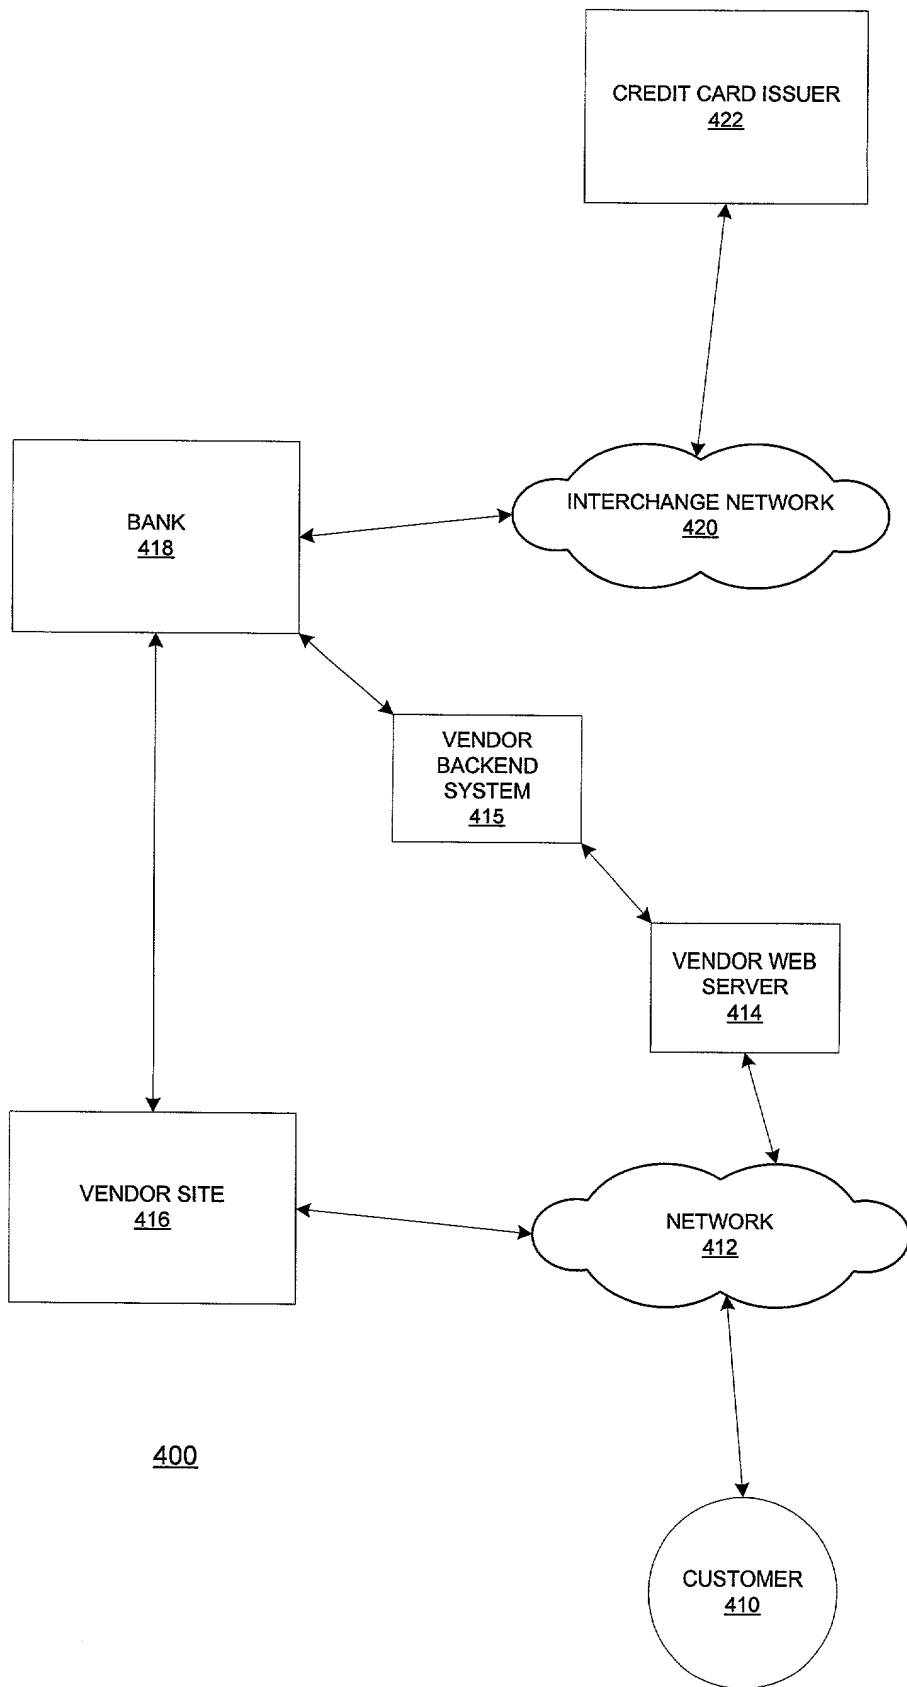 CREDIT CARD ISSUER
422
INTERCHANGE NETWORK
420
BANK
418
VENDOR
BACKEND
SYSTEM
415
VENDOR WEB
SERVER
414
VENDOR SITE
416
NETWORK
412
400
CUSTOMER
410